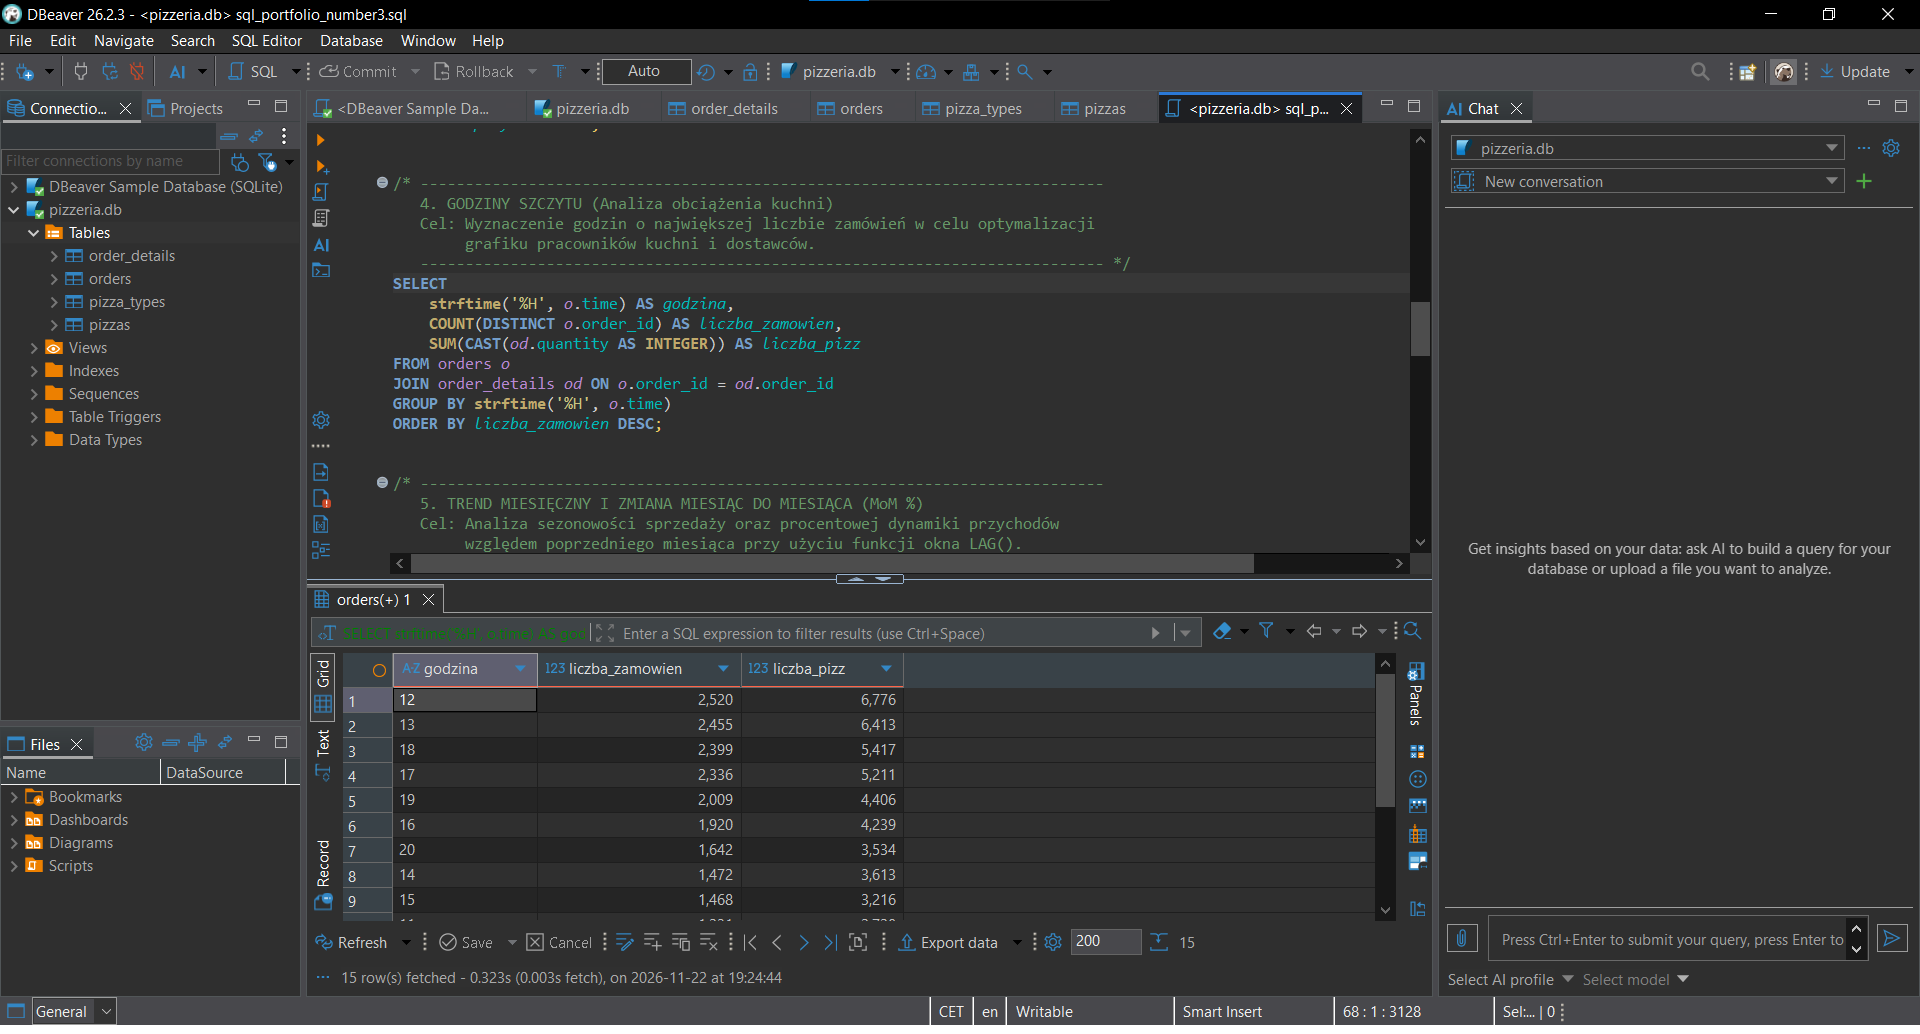 DBeaver 26.2.3 - <pizzeria.db> sql_portfolio_number3.sql
File Edit Navigate Search SQL Editor Database Window Help
AI SQL Commit Rollback T Auto pizzeria.db Update
Connectio... Projects
Filter connections by name
DBeaver Sample Database (SQLite)
pizzeria.db
Tables
order_details
orders
pizza_types
pizzas
Views
Indexes
Sequences
Table Triggers
Data Types
Files
Name DataSource
Bookmarks
Dashboards
Diagrams
Scripts
<DBeaver Sample Da... pizzeria.db order_details orders pizza_types pizzas <pizzeria.db> sql_p...
AI
/* ----------------------------------------------------------------------------
4. GODZINY SZCZYTU (Analiza obciążenia kuchni)
Cel: Wyznaczenie godzin o największej liczbie zamówień w celu optymalizacji
grafiku pracowników kuchni i dostawców.
---------------------------------------------------------------------------- */
SELECT
strftime('%H', o.time) AS godzina,
COUNT(DISTINCT o.order_id) AS liczba_zamowien,
SUM(CAST(od.quantity AS INTEGER)) AS liczba_pizz
FROM orders o
JOIN order_details od ON o.order_id = od.order_id
GROUP BY strftime('%H', o.time)
ORDER BY liczba_zamowien DESC;
/* ----------------------------------------------------------------------------
5. TREND MIESIĘCZNY I ZMIANA MIESIĄC DO MIESIĄCA (MoM %)
Cel: Analiza sezonowości sprzedaży oraz procentowej dynamiki przychodów
względem poprzedniego miesiąca przy użyciu funkcji okna LAG().
orders(+) 1
SELECT strftime('%H', o.time) AS god Enter a SQL expression to filter results (use Ctrl+Space)
Grid
Text
Record
A-Z godzina 123 liczba_zamowien 123 liczba_pizz
1 12 2,520 6,776
2 13 2,455 6,413
3 18 2,399 5,417
4 17 2,336 5,211
5 19 2,009 4,406
6 16 1,920 4,239
7 20 1,642 3,534
8 14 1,472 3,613
9 15 1,468 3,216
Panels
Refresh Save Cancel Export data 200 15
15 row(s) fetched - 0.323s (0.003s fetch), on 2026-11-22 at 19:24:44
AI Chat
pizzeria.db
New conversation
Get insights based on your data: ask AI to build a query for your
database or upload a file you want to analyze.
Press Ctrl+Enter to submit your query, press Enter to
Select AI profile Select model
General CET en Writable Smart Insert 68 : 1 : 3128 Sel:... | 0